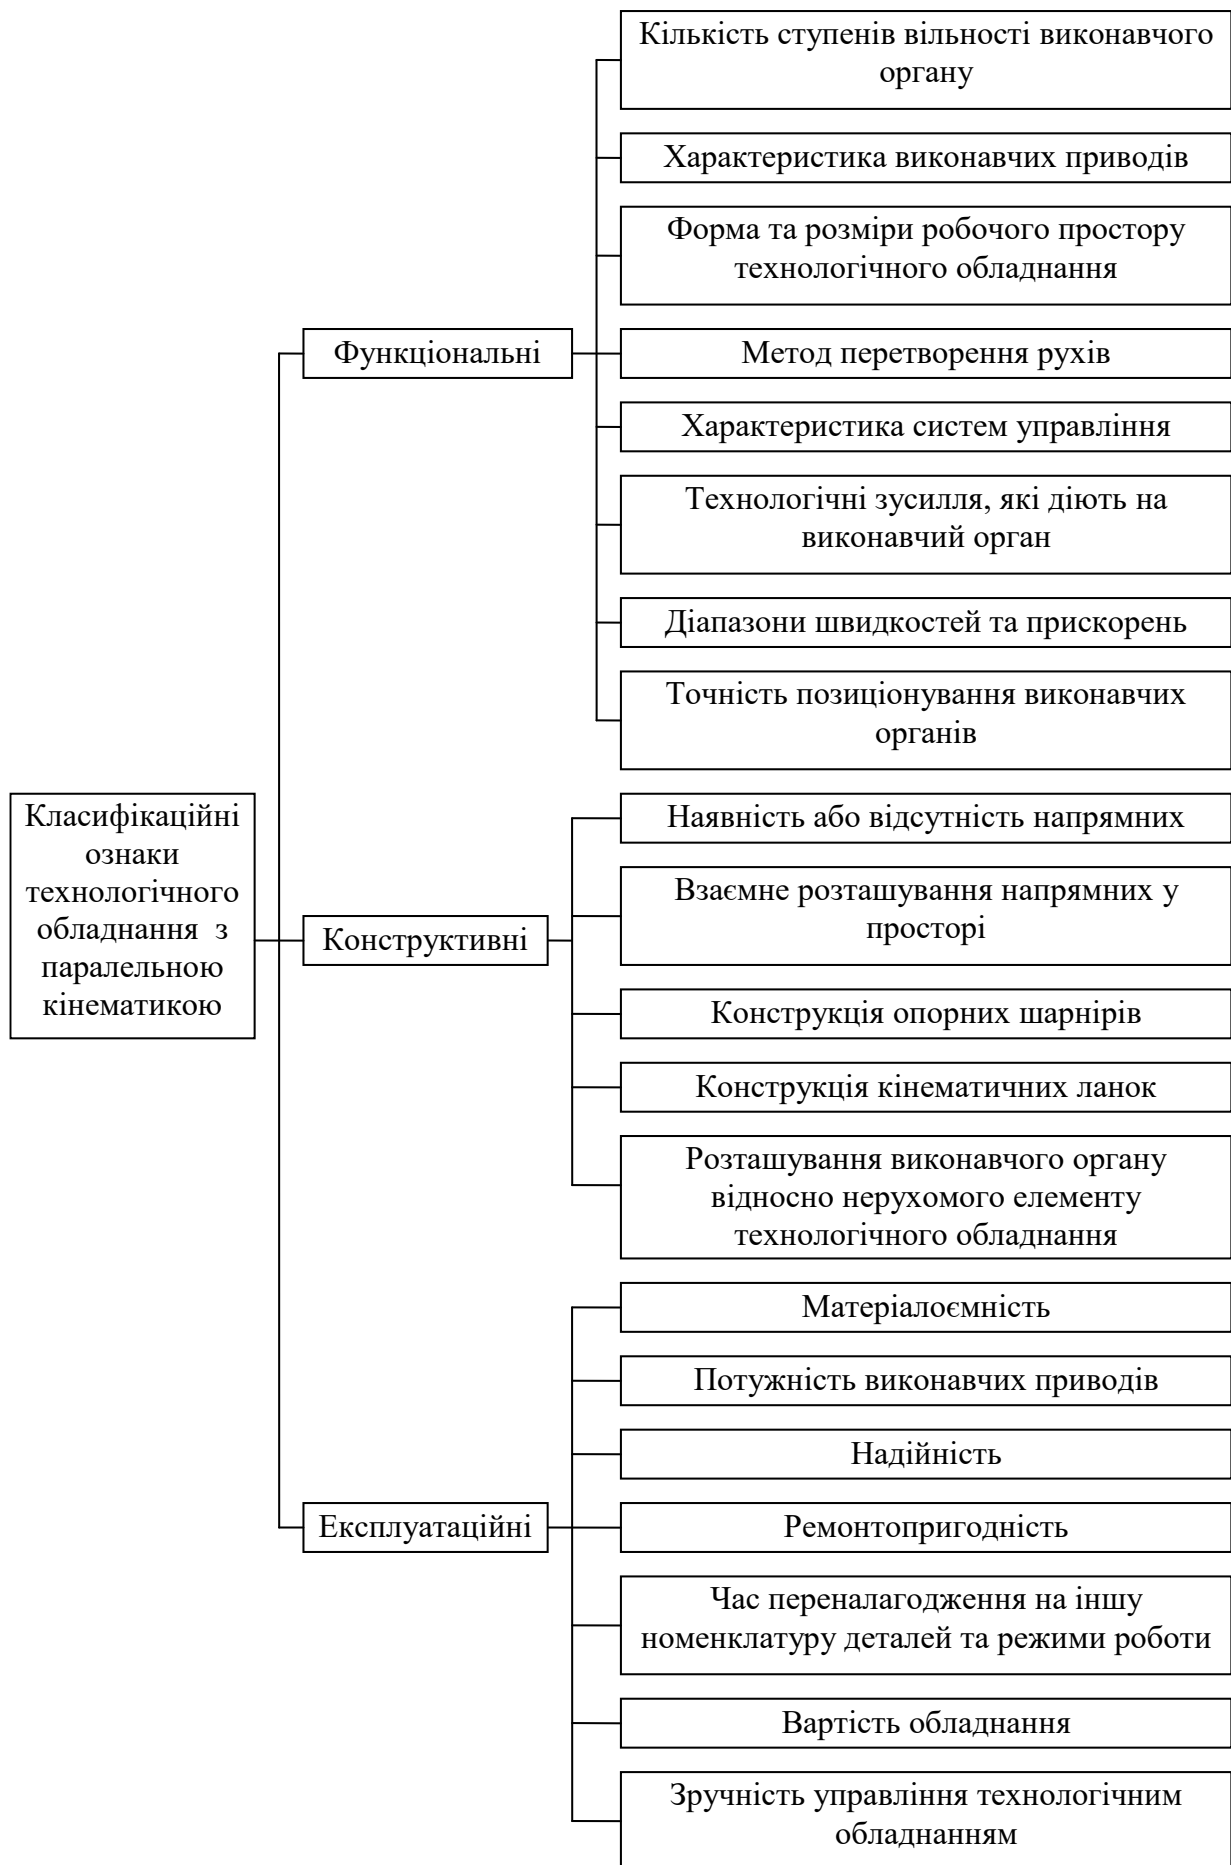 Класифікаційні
ознаки
технологічного
обладнання з
паралельною
кінематикою
Функціональні
Кількість ступенів вільності виконавчого
органу
Характеристика виконавчих приводів
Форма та розміри робочого простору
технологічного обладнання
Метод перетворення рухів
Характеристика систем управління
Технологічні зусилля, які діють на
виконавчий орган
Діапазони швидкостей та прискорень
Точність позиціонування виконавчих
органів
Конструктивні
Наявність або відсутність напрямних
Взаємне розташування напрямних у
просторі
Конструкція опорних шарнірів
Конструкція кінематичних ланок
Розташування виконавчого органу
відносно нерухомого елементу
технологічного обладнання
Експлуатаційні
Матеріалоємність
Потужність виконавчих приводів
Надійність
Ремонтопригодність
Час переналагодження на іншу
номенклатуру деталей та режими роботи
Вартість обладнання
Зручність управління технологічним
обладнанням